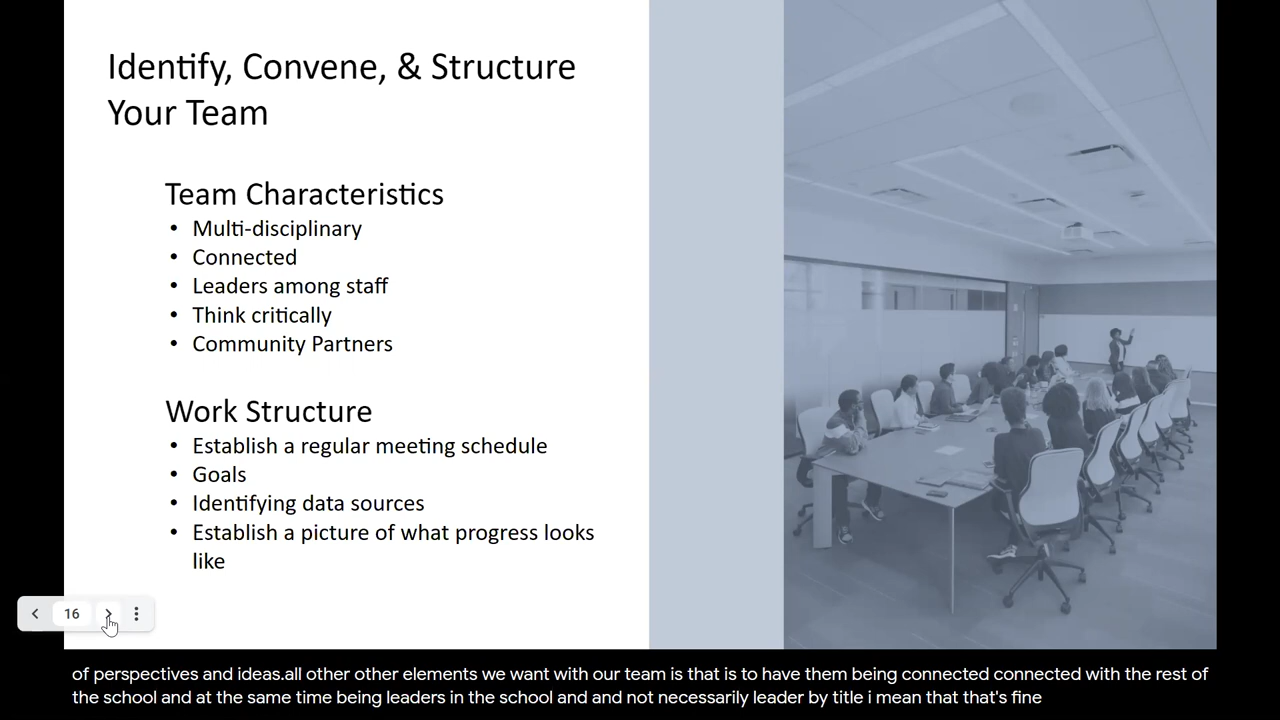 Identify, Convene, & Structure
Your Team
Team Characteristics
• Multi-disciplinary
• Connected
• Leaders among staff
• Think critically
• Community Partners
Work Structure
• Establish a regular meeting schedule
• Goals
• Identifying data sources
• Establish a picture of what progress looks
like
16
of perspectives and ideas.all other other elements we want with our team is that is to have them being connected connected with the rest of
the school and at the same time being leaders in the school and and not necessarily leader by title i mean that that's fine